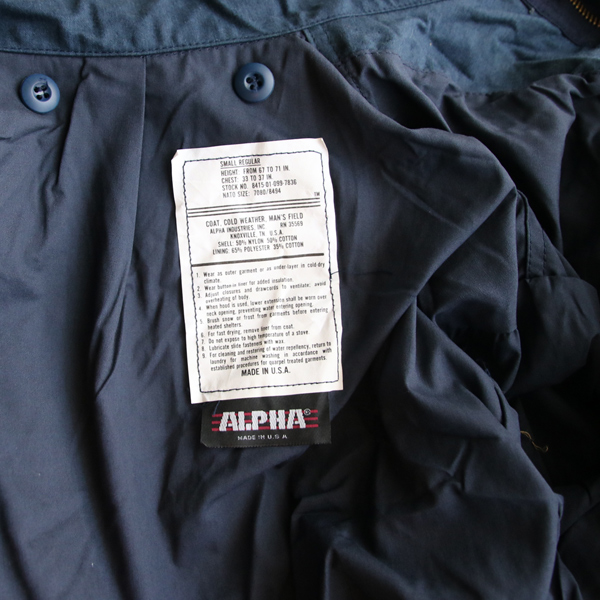 SMALL REGULAR
HEIGHT: FROM 67 TO 71 IN.
CHEST: 33 TO 37 IN.
STOCK NO. 8415 01 099-7836
NATO SIZE: 7080/8494
COAT, COLD WEATHER, MAN'S FIELD
ALPHA INDUSTRIES, INC RN 35569
KNOXVILLE, TN U.S.A.
SHELL: 50% NYLON 50% COTTON
LINING: 65% POLYESTER 35% COTTON
1. Wear as outer garment or as under-layer in cold-dry
climate.
2. Wear button-in liner for added insulation.
3. Adjust closures and drawcords to ventilate; avoid
overheating of body.
4. When hood is used, lower extension shall be worn over
neck opening, preventing water entering opening.
5. Brush snow or frost from garments before entering
heated shelters.
6. For fast drying, remove liner from coat.
7. Do not expose to high temperature of a stove
8. Lubricate slide fasteners with wax.
9. For cleaning and restoring of water repellency, return to
laundry for machine washing in accordance with
established procedures for quarpel treated garments.
MADE IN U.S.A.
ALPHA®
MADE IN U S A